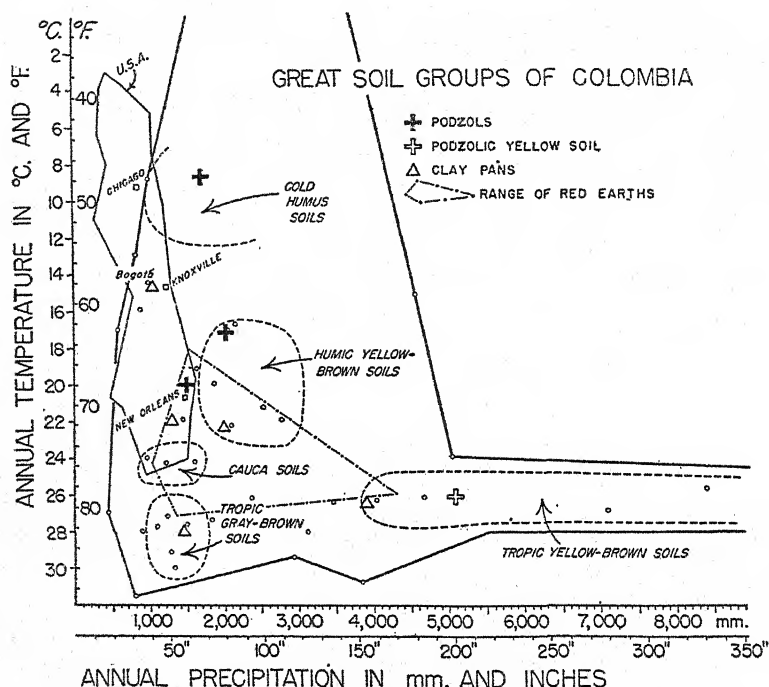 GREAT SOIL GROUPS OF COLOMBIA
PODZOLS
PODZOLIC YELLOW SOIL
CLAY PANS
RANGE OF RED EARTHS
°C. °F.
ANNUAL TEMPERATURE IN °C. AND °F.
2
4
6
8
10
12
14
16
18
20
22
24
26
28
30
40
50
60
70
80
U.S.A.
CHICAGO
COLD
HUMUS
SOILS
Bogotá
KNOXVILLE
HUMIC YELLOW-
BROWN SOILS
NEW ORLEANS
CAUCA SOILS
TROPIC
GRAY-BROWN
SOILS
TROPIC YELLOW-BROWN SOILS
1,000 2,000 3,000 4,000 5,000 6,000 7,000 8,000 mm.
50" 100" 150" 200" 250" 300" 350"
ANNUAL PRECIPITATION IN mm. AND INCHES